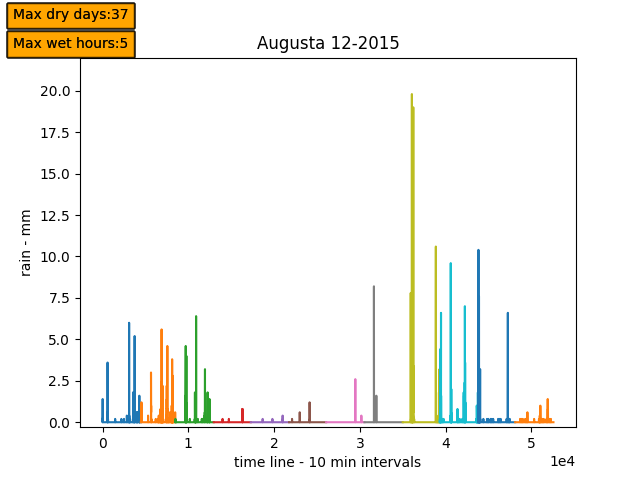 Max dry days:37
Max wet hours:5
Augusta 12-2015
rain - mm
20.0
17.5
15.0
12.5
10.0
7.5
5.0
2.5
0.0
0 1 2 3 4 5
1e4
time line - 10 min intervals